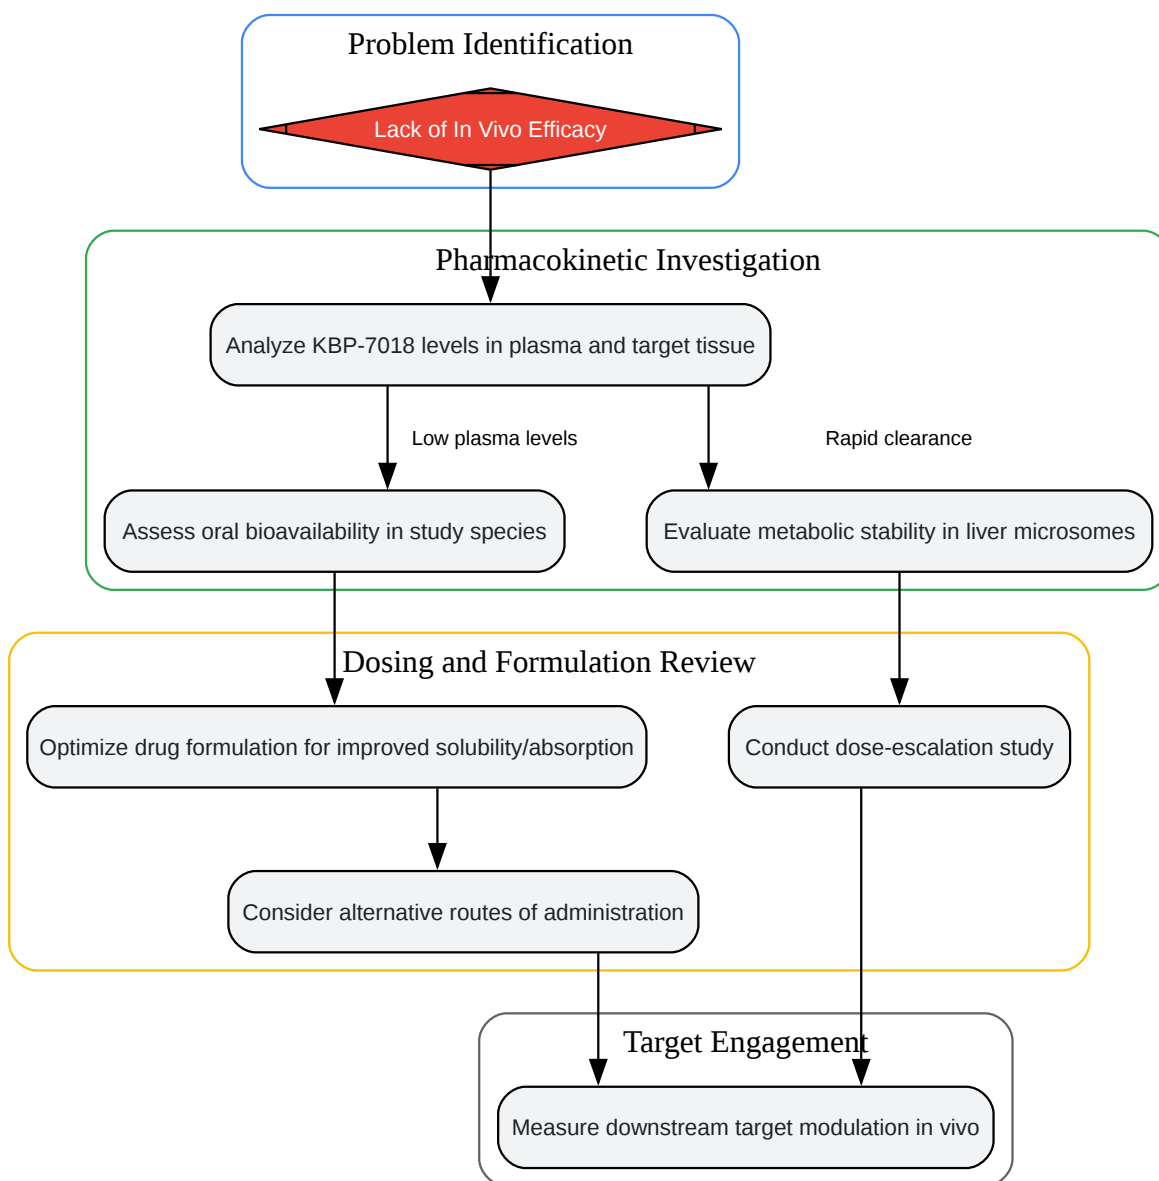 Problem Identification
Lack of In Vivo Efficacy
Pharmacokinetic Investigation
Analyze KBP-7018 levels in plasma and target tissue
Low plasma levels
Rapid clearance
Assess oral bioavailability in study species
Evaluate metabolic stability in liver microsomes
Dosing and Formulation Review
Optimize drug formulation for improved solubility/absorption
Conduct dose-escalation study
Consider alternative routes of administration
Target Engagement
Measure downstream target modulation in vivo